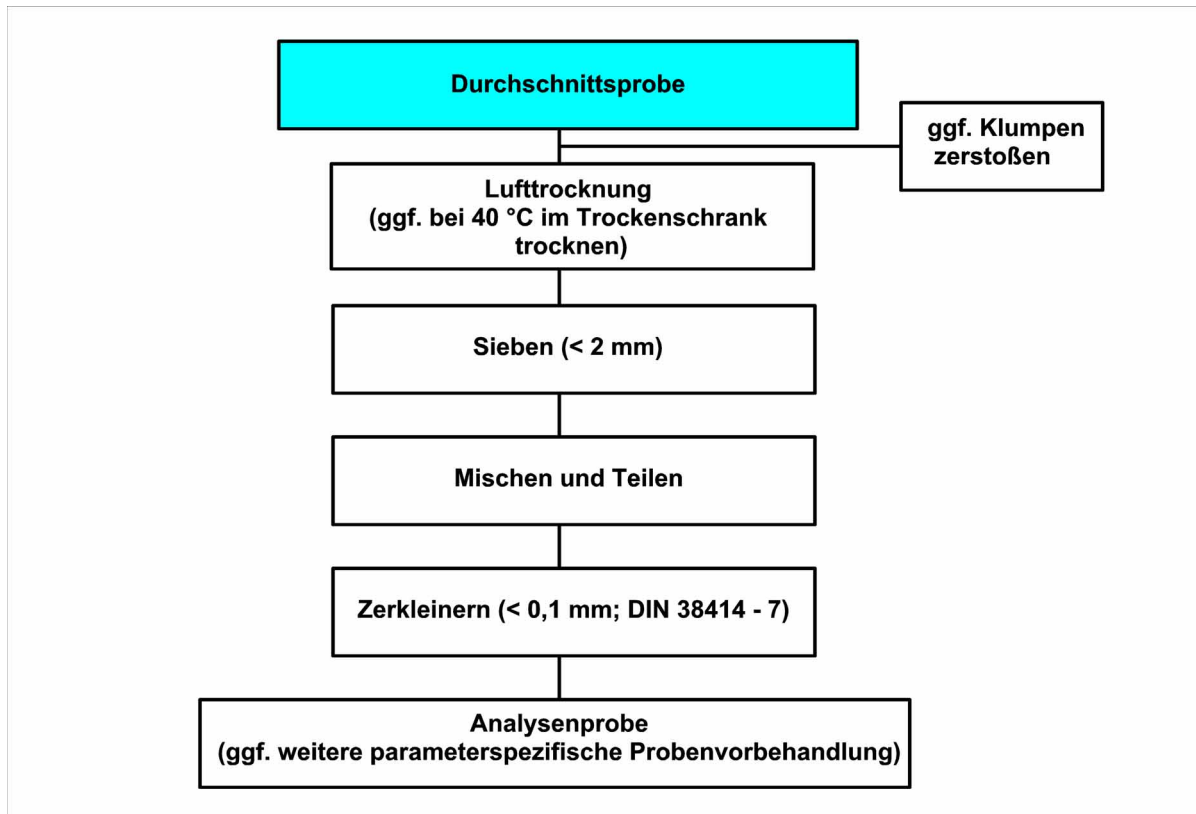 Durchschnittsprobe
ggf. Klumpen
zerstoßen
Lufttrocknung
(ggf. bei 40 °C im Trockenschrank
trocknen)
Sieben (< 2 mm)
Mischen und Teilen
Zerkleinern (< 0,1 mm; DIN 38414 - 7)
Analysenprobe
(ggf. weitere parameterspezifische Probenvorbehandlung)